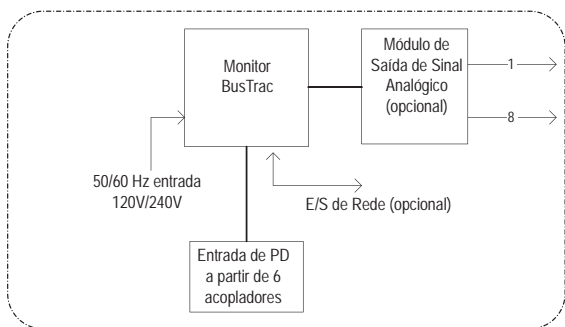 Monitor
BusTrac
Módulo de
Saída de Sinal
Analógico
(opcional)
1
8
50/60 Hz entrada
120V/240V
E/S de Rede (opcional)
Entrada de PD
a partir de 6
acopladores